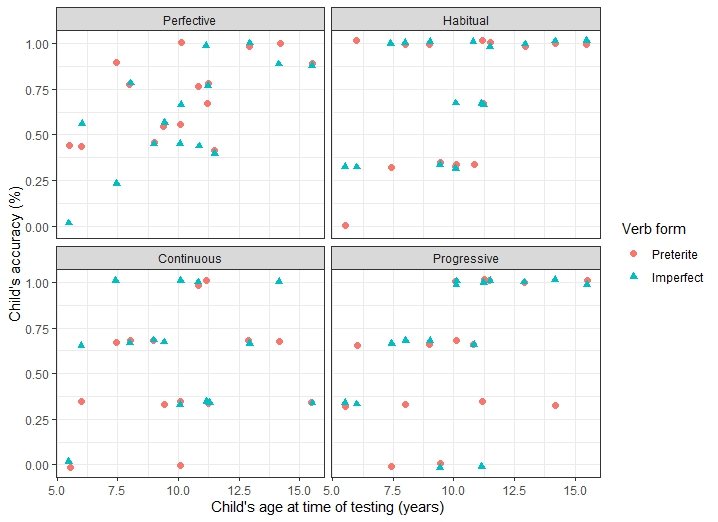 Perfective Habitual
1.00
0.75
0.50
0.25
0.00
Continuous Progressive
1.00
0.75
0.50
0.25
0.00
5.0 7.5 10.0 12.5 15.0 5.0 7.5 10.0 12.5 15.0
Child's age at time of testing (years)
Child's accuracy (%)
Verb form
Preterite
Imperfect